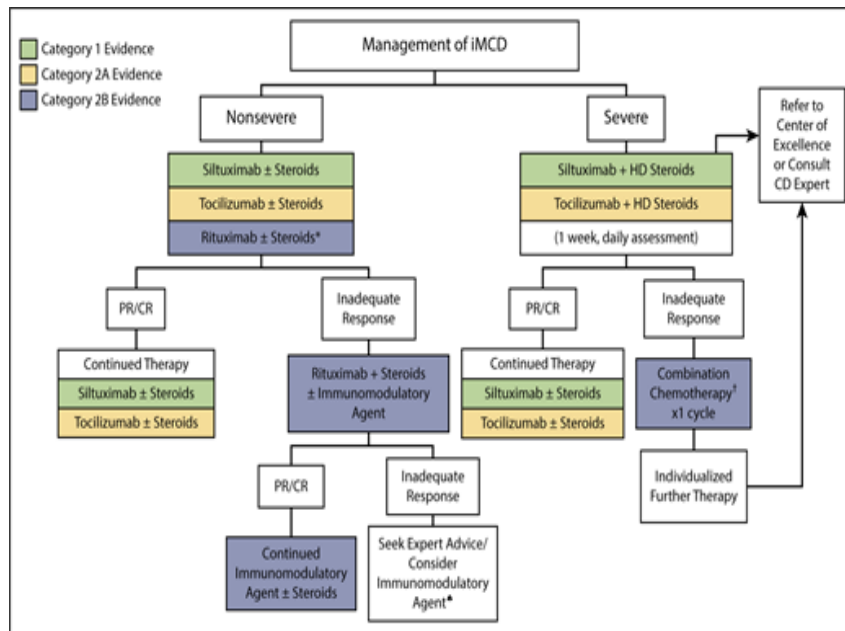 Management of iMCD
Category 1 Evidence
Category 2A Evidence
Category 2B Evidence
Nonsevere
Severe
Refer to
Center of
Excellence
or Consult
CD Expert
Siltuximab ± Steroids
Tocilizumab ± Steroids
Rituximab ± Steroids*
Siltuximab + HD Steroids
Tocilizumab + HD Steroids
(1 week, daily assessment)
PR/CR
Inadequate
Response
PR/CR
Inadequate
Response
Continued Therapy
Siltuximab ± Steroids
Tocilizumab ± Steroids
Rituximab + Steroids
± Immunomodulatory
Agent
Continued Therapy
Siltuximab ± Steroids
Tocilizumab ± Steroids
Combination
Chemotherapy†
x1 cycle
PR/CR
Inadequate
Response
Individualized
Further Therapy
Continued
Immunomodulatory
Agent ± Steroids
Seek Expert Advice/
Consider
Immunomodulatory
Agent♠